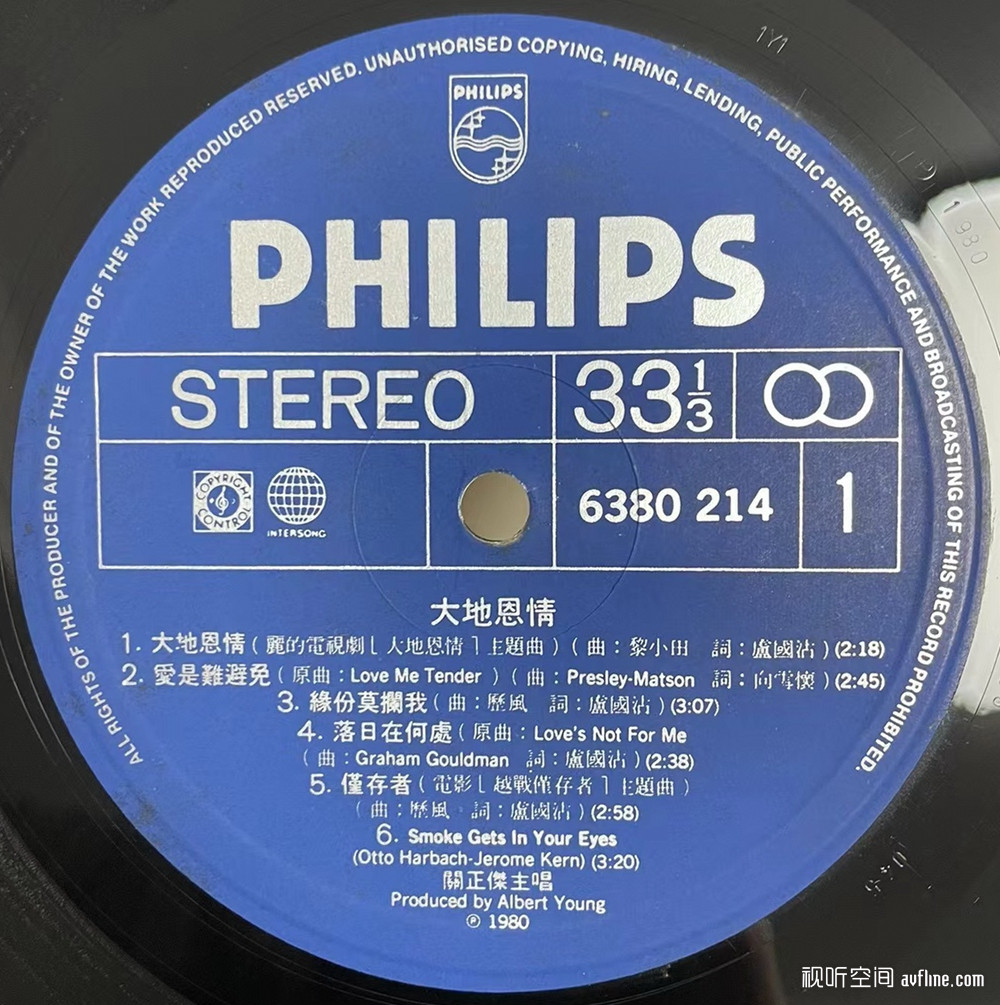 ALL RIGHTS OF THE PRODUCER AND OF THE OWNER OF THE WORK REPRODUCED RESERVED. UNAUTHORISED COPYING, HIRING, LENDING, PUBLIC PERFORMANCE AND BROADCASTING OF THIS RECORD PROHIBITED.
1Y1
1980
PHILIPS
PHILIPS
STEREO 33⅓
COPYRIGHT CONTROL
INTERSONG
6380 214 1
大地恩情
1. 大地恩情(麗的電視劇「大地恩情」主題曲)(曲:黎小田 詞:盧國沾)(2:18)
2. 愛是難避免(原曲:Love Me Tender)(曲:Presley-Matson 詞:向雪懷)(2:45)
3. 緣份莫攔我(曲:歷風 詞:盧國沾)(3:07)
4. 落日在何處(原曲:Love's Not For Me
(曲:Graham Gouldman 詞:盧國沾)(2:38)
5. 僅存者(電影「越戰僅存者」主題曲)
(曲:歷風 詞:盧國沾)(2:58)
6. Smoke Gets In Your Eyes
(Otto Harbach-Jerome Kern) (3:20)
關正傑主唱
Produced by Albert Young
℗ 1980
视听空间 avfline.com